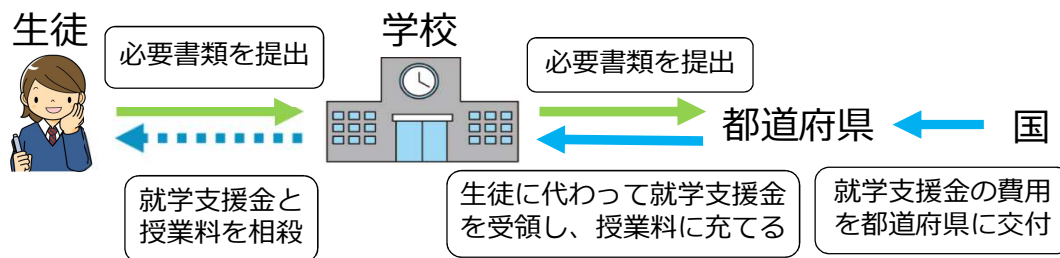 生徒
必要書類を提出
学校
必要書類を提出
都道府県
国
就学支援金と
授業料を相殺
生徒に代わって就学支援金
を受領し、授業料に充てる
就学支援金の費用
を都道府県に交付